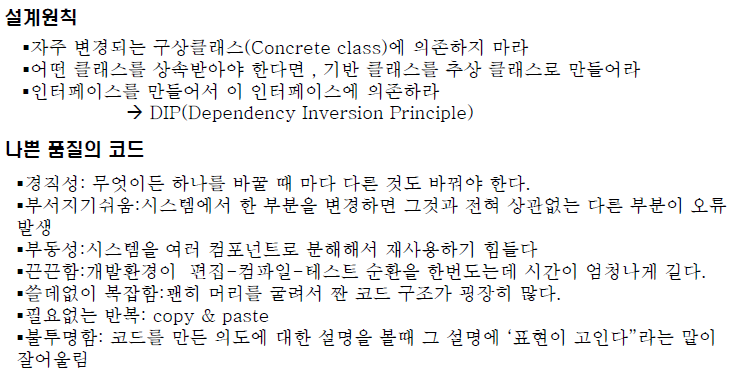 설계원칙
▪자주 변경되는 구상클래스(Concrete class)에 의존하지 마라
▪어떤 클래스를 상속받아야 한다면 , 기반 클래스를 추상 클래스로 만들어라
▪인터페이스를 만들어서 이 인터페이스에 의존하라
→ DIP(Dependency Inversion Principle)
나쁜 품질의 코드
▪경직성: 무엇이든 하나를 바꿀 때 마다 다른 것도 바꿔야 한다.
▪부서지기쉬움:시스템에서 한 부분을 변경하면 그것과 전혀 상관없는 다른 부분이 오류
발생
▪부동성:시스템을 여러 컴포넌트로 분해해서 재사용하기 힘들다
▪끈끈함:개발환경이 편집-컴파일-테스트 순환을 한번도는데 시간이 엄청나게 길다.
▪쓸데없이 복잡함:괜히 머리를 굴려서 짠 코드 구조가 굉장히 많다.
▪필요없는 반복: copy & paste
▪불투명함: 코드를 만든 의도에 대한 설명을 볼때 그 설명에 ‘표현이 고인다”라는 말이
잘어울림